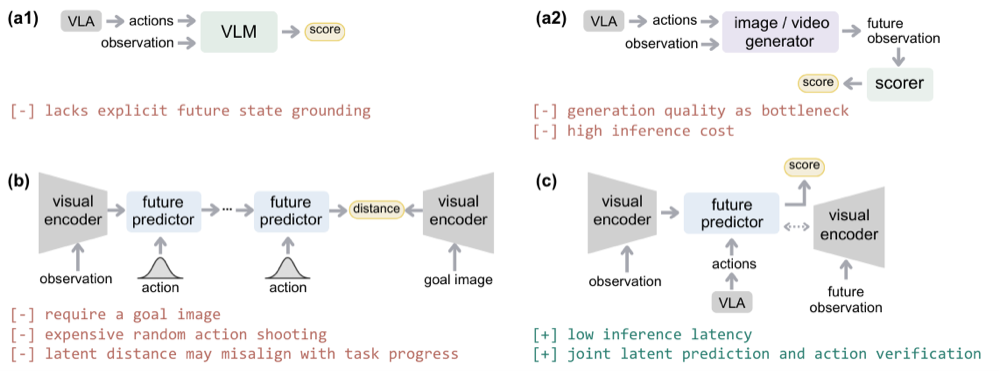 (a1)
VLA
actions
observation
VLM
score
[-] lacks explicit future state grounding
(a2)
VLA
actions
observation
image / video
generator
future
observation
score
scorer
[-] generation quality as bottleneck
[-] high inference cost
(b)
visual
encoder
future
predictor
...
future
predictor
distance
visual
encoder
observation
action
action
goal image
[-] require a goal image
[-] expensive random action shooting
[-] latent distance may misalign with task progress
(c)
score
visual
encoder
future
predictor
visual
encoder
observation
actions
VLA
future
observation
[+] low inference latency
[+] joint latent prediction and action verification